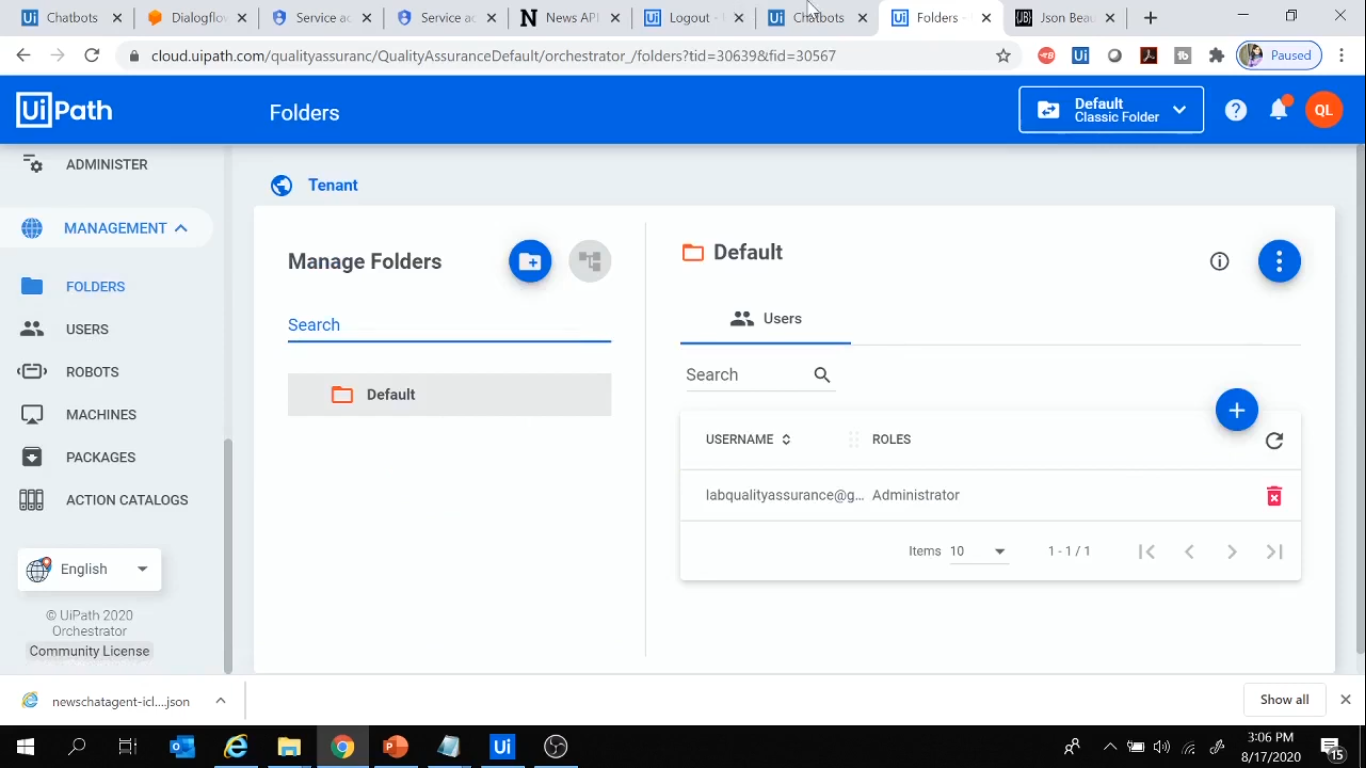 Chatbots
Dialogflow
Service ac
Service ac
News API
Logout -
Chatbots
Folders -
Json Beau
cloud.uipath.com/qualityassuranc/QualityAssuranceDefault/orchestrator_/folders?tid=30639&fid=30567
Paused
UiPath
Folders
Default
Classic Folder
QL
ADMINISTER
MANAGEMENT
FOLDERS
USERS
ROBOTS
MACHINES
PACKAGES
ACTION CATALOGS
English
© UiPath 2020
Orchestrator
Community License
Tenant
Manage Folders
Search
Default
Default
Users
Search
USERNAME
ROLES
labqualityassurance@g...
Administrator
Items 10
1 - 1 / 1
newschatagent-icl....json
Show all
3:06 PM
8/17/2020
15